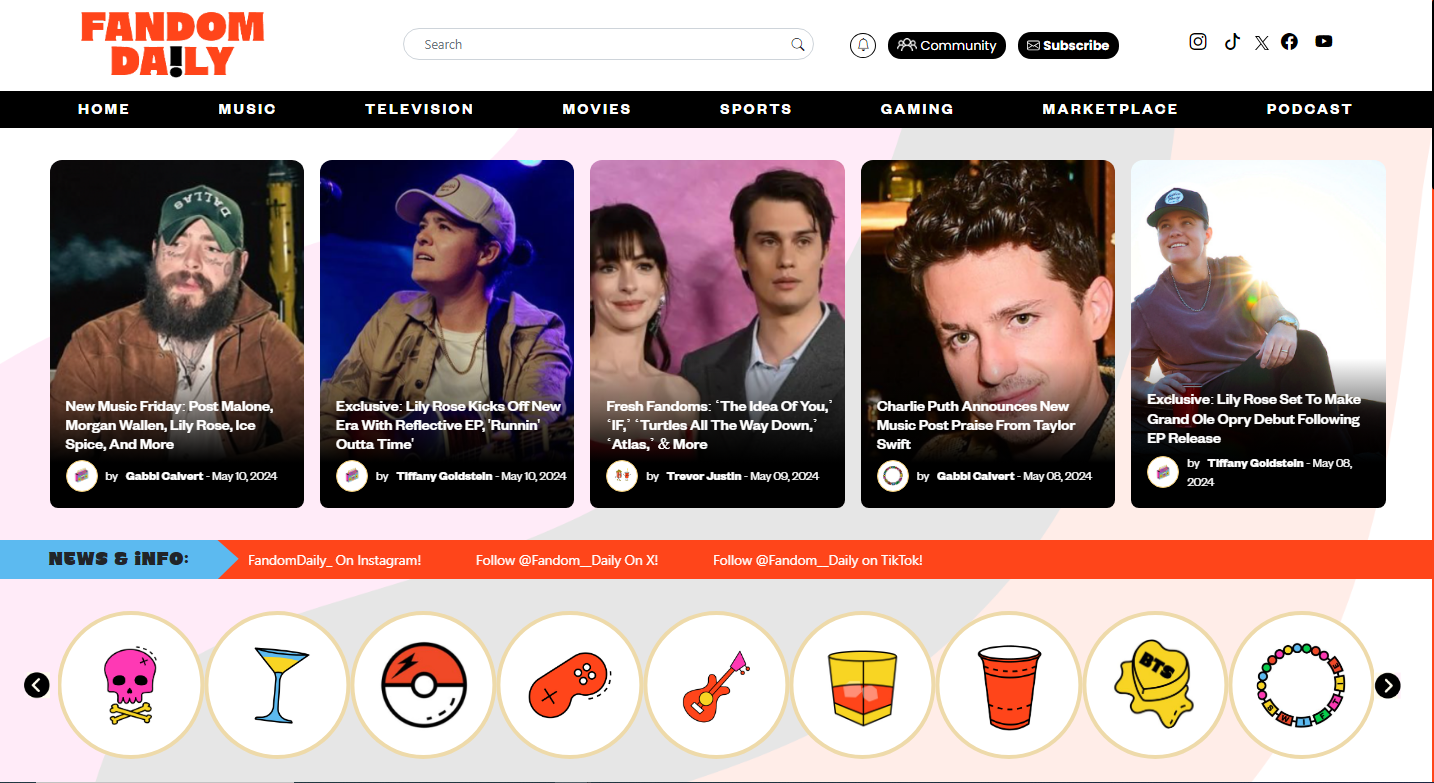 FANDOM
DA!LY
Search
Community
Subscribe
HOME
MUSIC
TELEVISION
MOVIES
SPORTS
GAMING
MARKETPLACE
PODCAST
DALLAS
New Music Friday: Post Malone,
Morgan Wallen, Lily Rose, Ice
Spice, And More
by Gabbi Calvert - May 10, 2024
Exclusive: Lily Rose Kicks Off New
Era With Reflective EP, 'Runnin'
Outta Time'
by Tiffany Goldstein - May 10, 2024
Fresh Fandoms: ‘The Idea Of You,’
‘IF,’ ‘Turtles All The Way Down,’
‘Atlas,’ & More
by Trevor Justin - May 09, 2024
Charlie Puth Announces New
Music Post Praise From Taylor
Swift
by Gabbi Calvert - May 08, 2024
Exclusive: Lily Rose Set To Make
Grand Ole Opry Debut Following
EP Release
by Tiffany Goldstein - May 08,
2024
NEWS & iNFO:
FandomDaily_ On Instagram!
Follow @Fandom__Daily On X!
Follow @Fandom__Daily on TikTok!
BTS
SWIFTIE